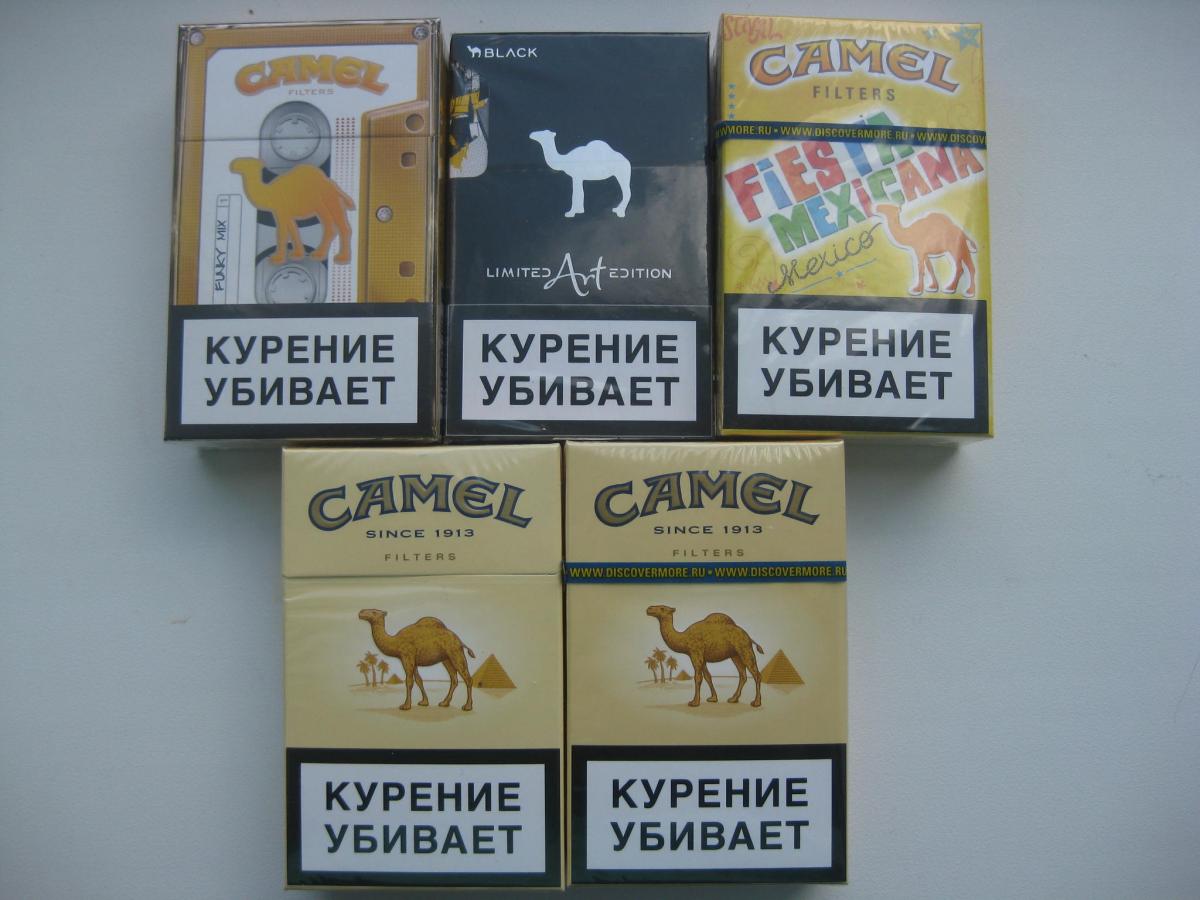 CAMEL
FILTERS
FUNKY MIX 1
КУРЕНИЕ
УБИВАЕТ
BLACK
LIMITED Art EDITION
КУРЕНИЕ
УБИВАЕТ
CAMEL
FILTERS
WMORE.RU • WWW.DISCOVERMORE.RU • WWW.DISCOV
FIESTA
MEXICANA
Mexico
КУРЕНИЕ
УБИВАЕТ
CAMEL
SINCE 1913
FILTERS
КУРЕНИЕ
УБИВАЕТ
CAMEL
SINCE 1913
FILTERS
WWW.DISCOVERMORE.RU • WWW.DISCOVERMORE.RU
КУРЕНИЕ
УБИВАЕТ